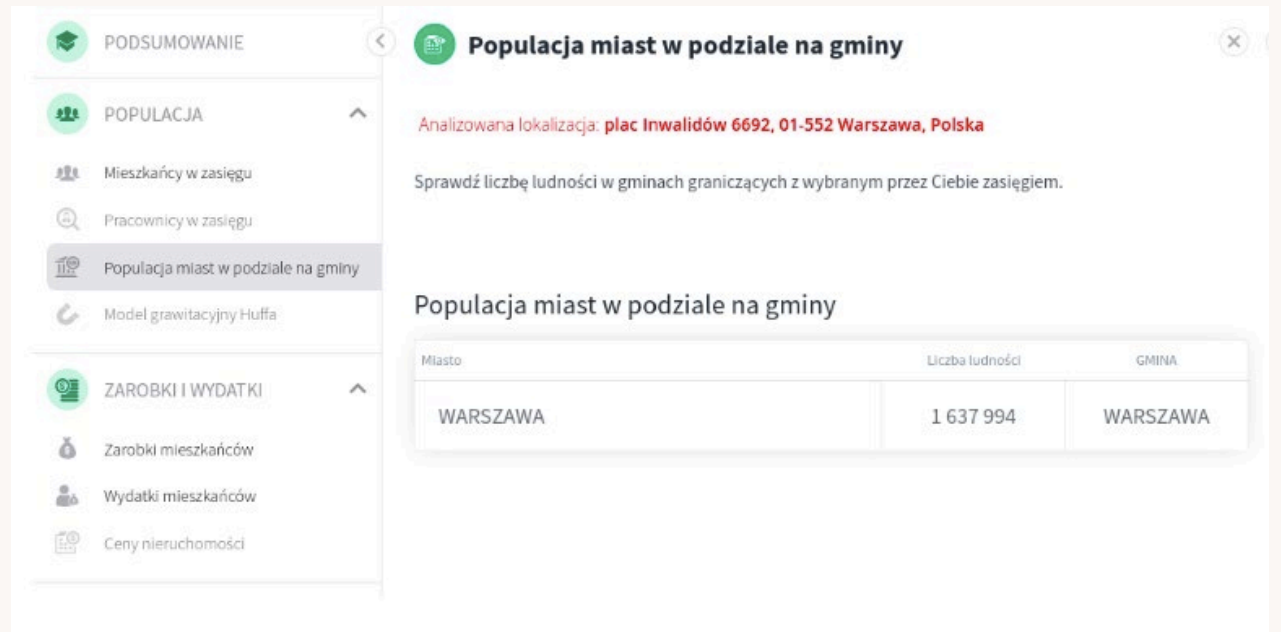 PODSUMOWANIE
POPULACJA
Mieszkańcy w zasięgu
Pracownicy w zasięgu
Populacja miast w podziale na gminy
Model grawitacyjny Huffa
ZAROBKI I WYDATKI
Zarobki mieszkańców
Wydatki mieszkańców
Ceny nieruchomości
Populacja miast w podziale na gminy
Analizowana lokalizacja: plac Inwalidów 6692, 01-552 Warszawa, Polska
Sprawdź liczbę ludności w gminach graniczących z wybranym przez Ciebie zasięgiem.
Populacja miast w podziale na gminy
Miasto Liczba ludności GMINA
WARSZAWA 1 637 994 WARSZAWA